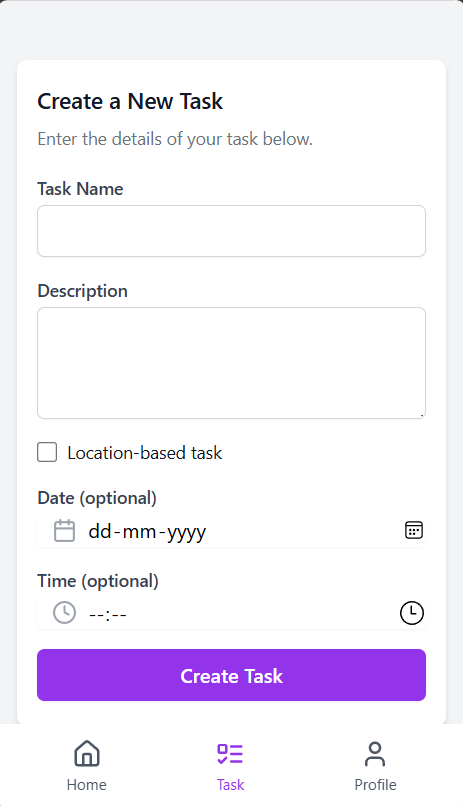 Create a New Task
Enter the details of your task below.
Task Name
Description
Location-based task
Date (optional)
dd-mm-yyyy
Time (optional)
--:--
Create Task
Home Task Profile